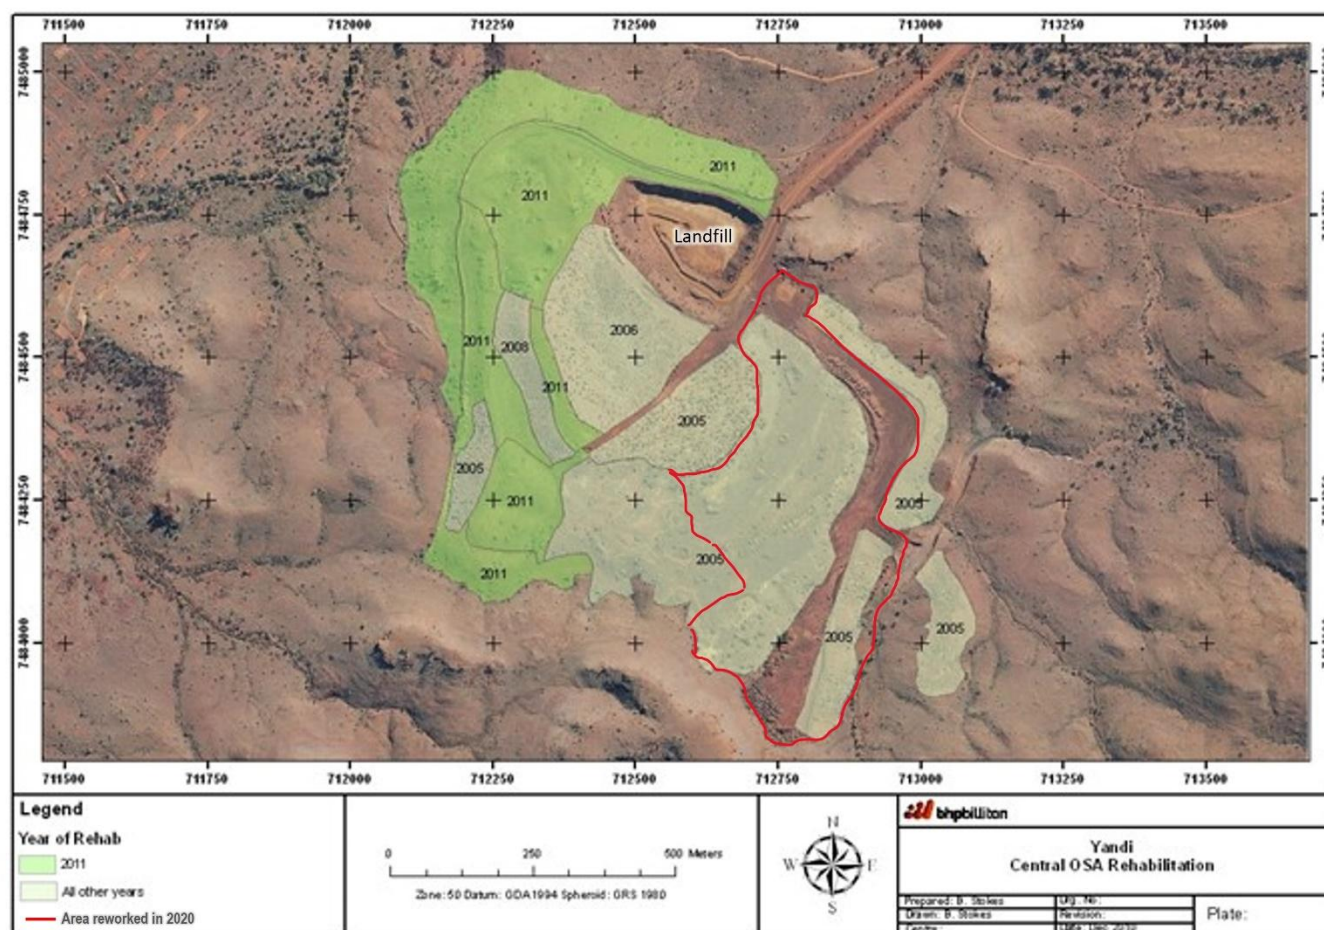 711500 711750 712000 712250 712500 712750 713000 713250 713500
7485000
7484750
7484500
7484250
7484000
2011
2011
Landfill
2006
2011
2008
2011
2005
2005
2011
2005
2005
2011
2005
2005
711500 711750 712000 712250 712500 712750 713000 713250 713500
Legend
Year of Rehab
2011
All other years
Area reworked in 2020
0 250 500 Meters
Zone: 50 Datum: GDA1994 Spheroid: GRS 1980
N
W E
S
bhpbilliton
Yandi
Central OSA Rehabilitation
Prepared: B. Stokes
Drawn: B. Stokes
Revision:
Plate: